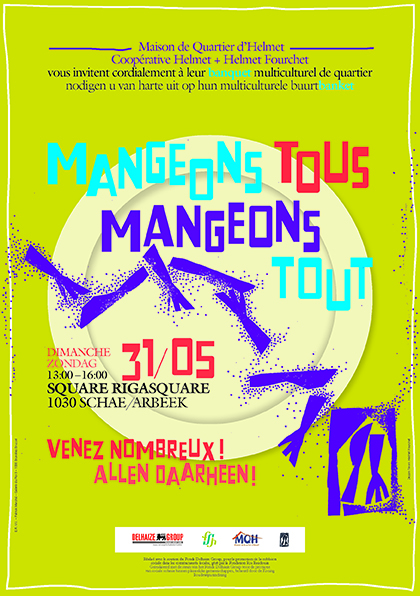 Maison de Quartier d'Helmet
Coopérative Helmet + Helmet Fourchet
vous invitent cordialement à leur banquet multiculturel de quartier
nodigen u van harte uit op hun multiculturele buurtbanket
MANGEONS TOUS
MANGEONS
TOUT
DIMANCHE
ZONDAG
31/05
13:00–16:00
SQUARE RIGASQUARE
1030 SCHAE/ARBEEK
VENEZ NOMBREUX!
ALLEN DAARHEEN!
DELHAIZE GROUP
MQH